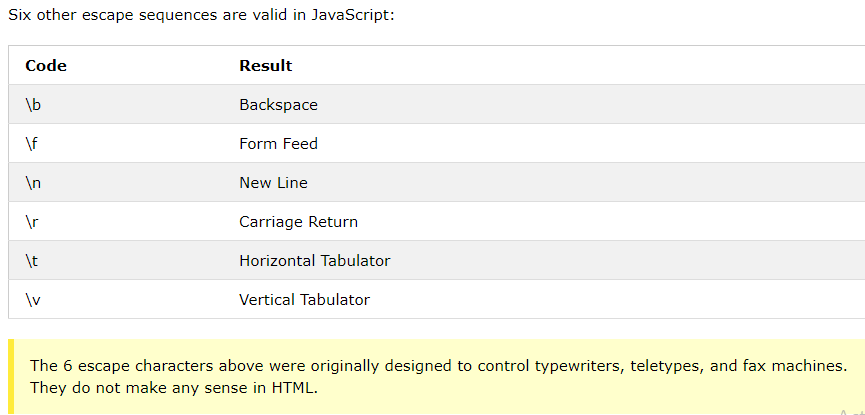 Six other escape sequences are valid in JavaScript:
Code Result
\b Backspace
\f Form Feed
\n New Line
\r Carriage Return
\t Horizontal Tabulator
\v Vertical Tabulator
The 6 escape characters above were originally designed to control typewriters, teletypes, and fax machines.
They do not make any sense in HTML.